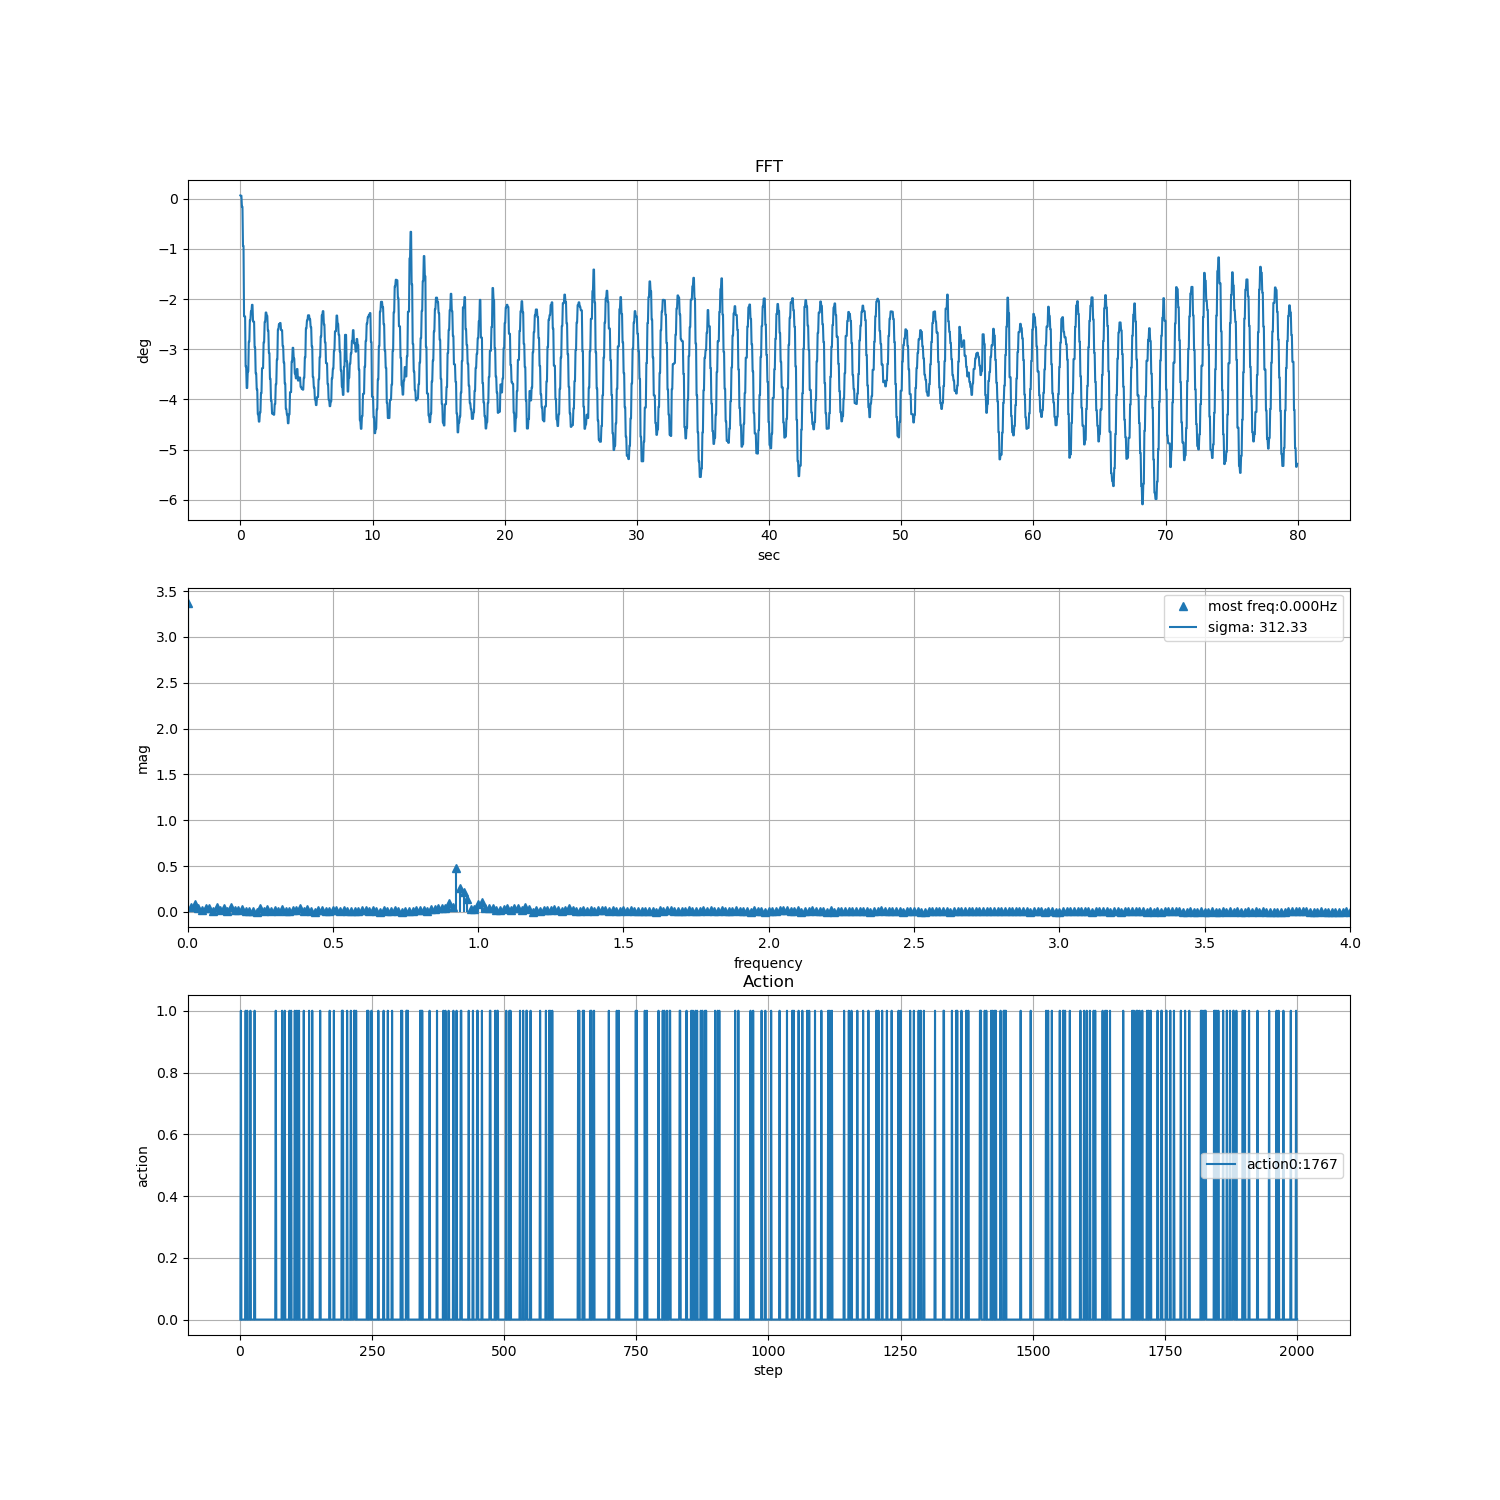 FFT
0
−1
−2
−3
−4
−5
−6
deg
0 10 20 30 40 50 60 70 80
sec
3.5
3.0
2.5
2.0
1.5
1.0
0.5
0.0
mag
most freq:0.000Hz
sigma: 312.33
0.0 0.5 1.0 1.5 2.0 2.5 3.0 3.5 4.0
frequency
Action
1.0
0.8
0.6
0.4
0.2
0.0
action
action0:1767
0 250 500 750 1000 1250 1500 1750 2000
step